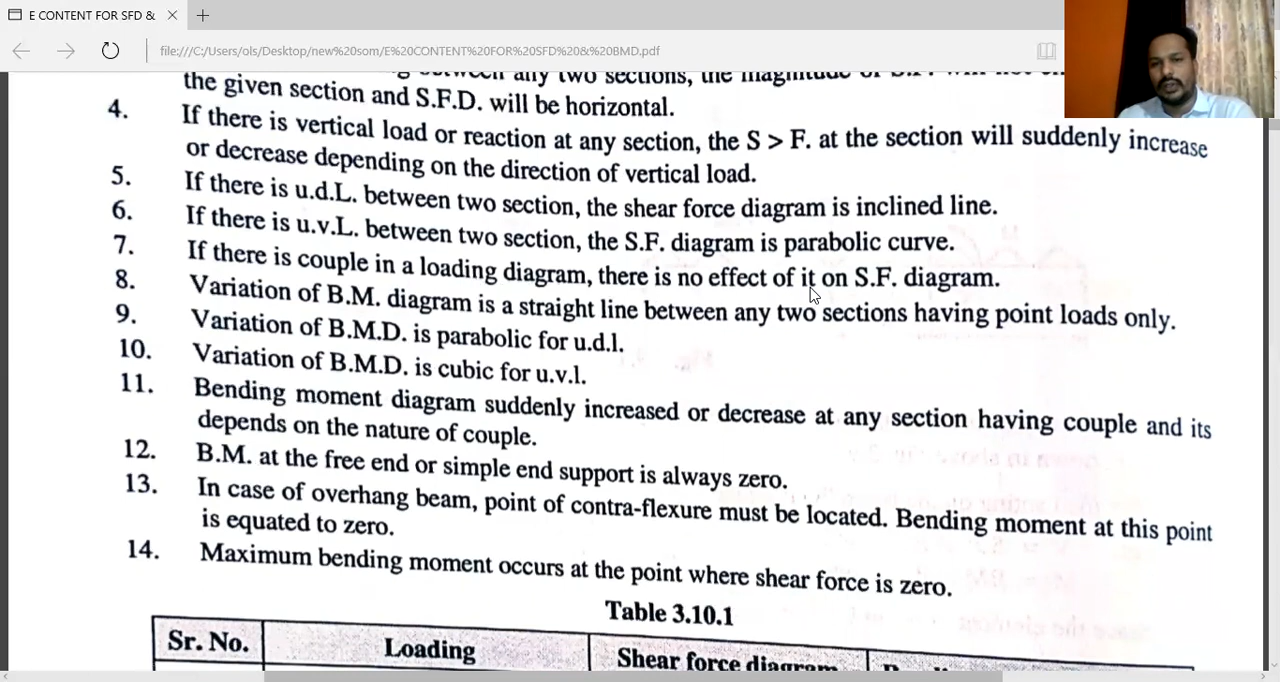 E CONTENT FOR SFD &
file:///C:/Users/ols/Desktop/new%20som/E%20CONTENT%20FOR%20SFD%20&%20BMD.pdf
any two sections, the magnitude of
the given section and S.F.D. will be horizontal.
4. If there is vertical load or reaction at any section, the S > F. at the section will suddenly increase
or decrease depending on the direction of vertical load.
5. If there is u.d.L. between two section, the shear force diagram is inclined line.
6. If there is u.v.L. between two section, the S.F. diagram is parabolic curve.
7. If there is couple in a loading diagram, there is no effect of it on S.F. diagram.
8. Variation of B.M. diagram is a straight line between any two sections having point loads only.
9. Variation of B.M.D. is parabolic for u.d.l.
10. Variation of B.M.D. is cubic for u.v.l.
11. Bending moment diagram suddenly increased or decrease at any section having couple and its
depends on the nature of couple.
12. B.M. at the free end or simple end support is always zero.
13. In case of overhang beam, point of contra-flexure must be located. Bending moment at this point
is equated to zero.
14. Maximum bending moment occurs at the point where shear force is zero.
Table 3.10.1
Sr. No. Loading Shear force diagram